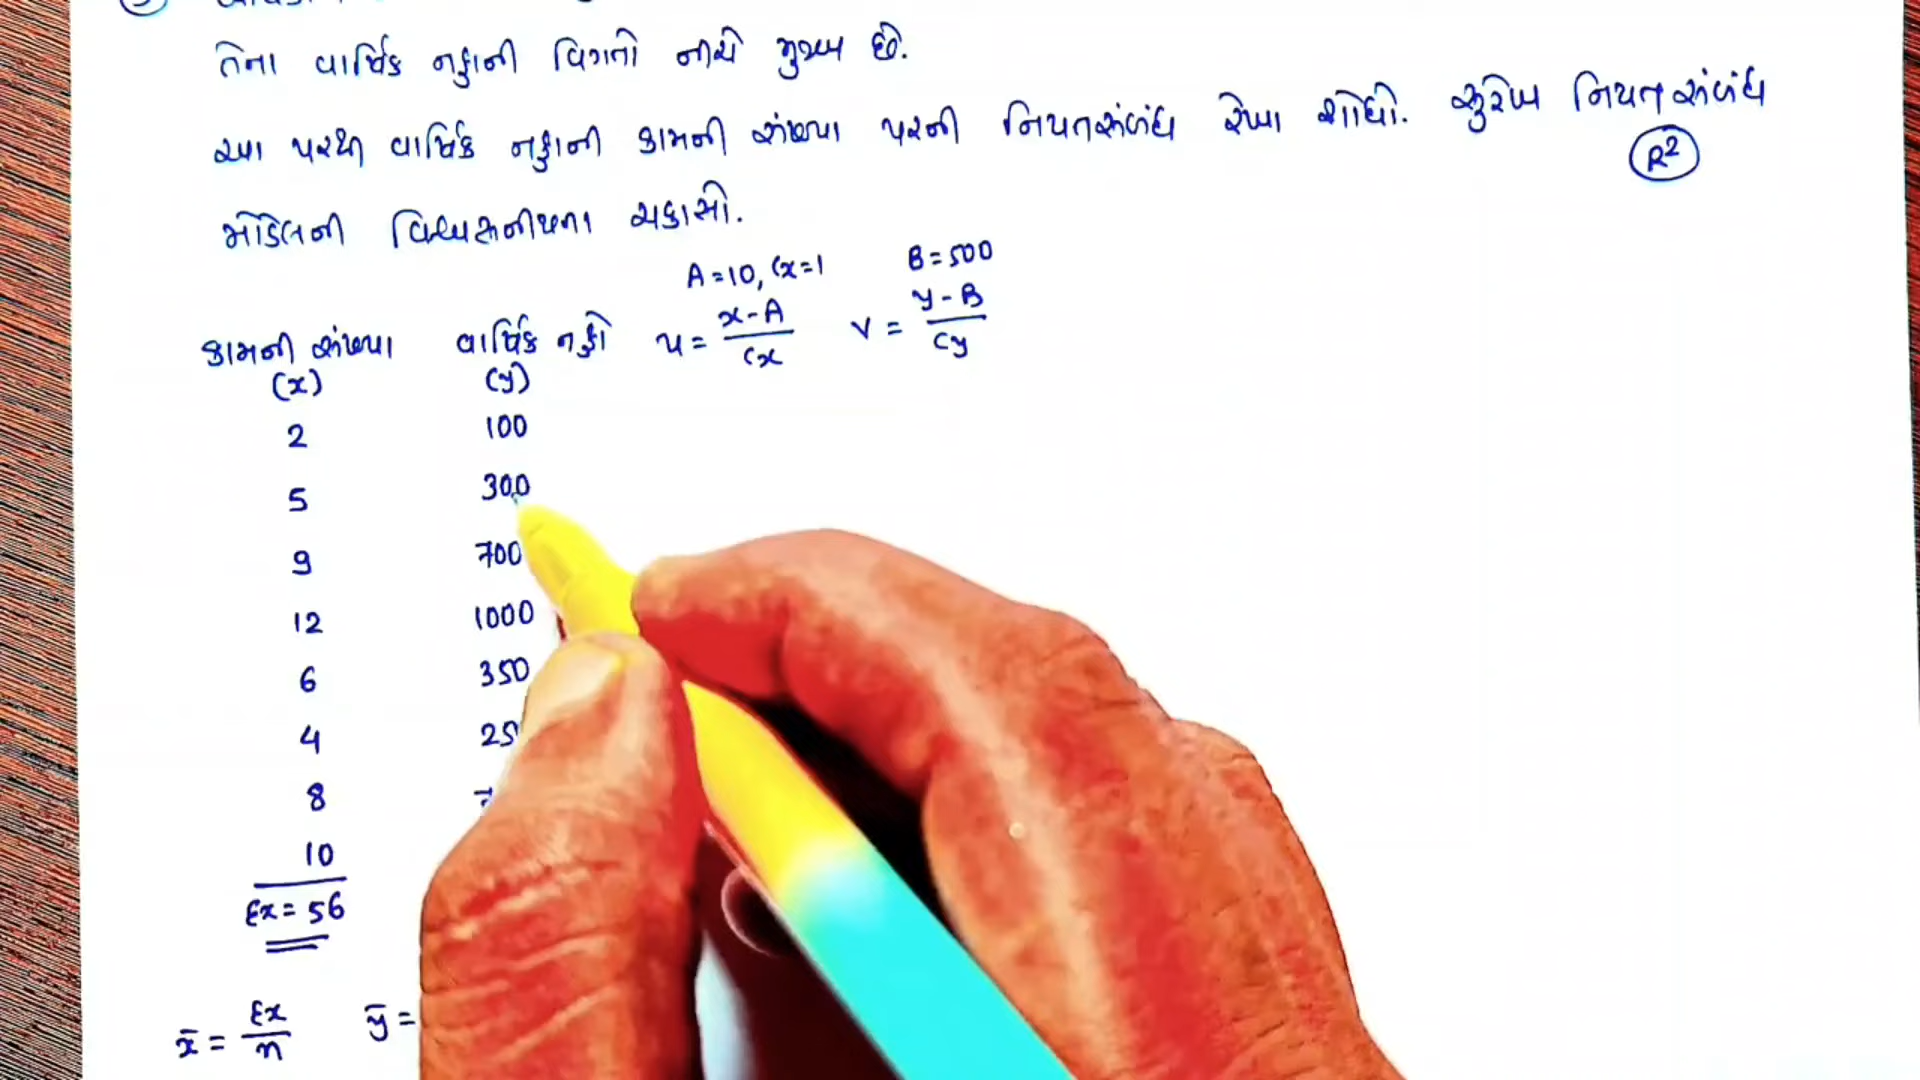 તેના વાર્ષિક નફાની વિગતો નીચે મુજબ છે.
આ પરથી વાર્ષિક નફાની કામની સંખ્યા પરની નિયતસંબંધ રેખા શોધો. સુરેખ નિયતસંબંધ
R²
મોડેલની વિશ્વસનીયતા ચકાસો.
A=10, Cx=1 B=500
કામની સંખ્યા વાર્ષિક નફો u = x-A / Cx v = y-B / Cy
(x) (y)
2 100
5 300
9 700
12 1000
6 350
4 25
8
10
Σx = 56
x̄ = Σx / n ȳ =